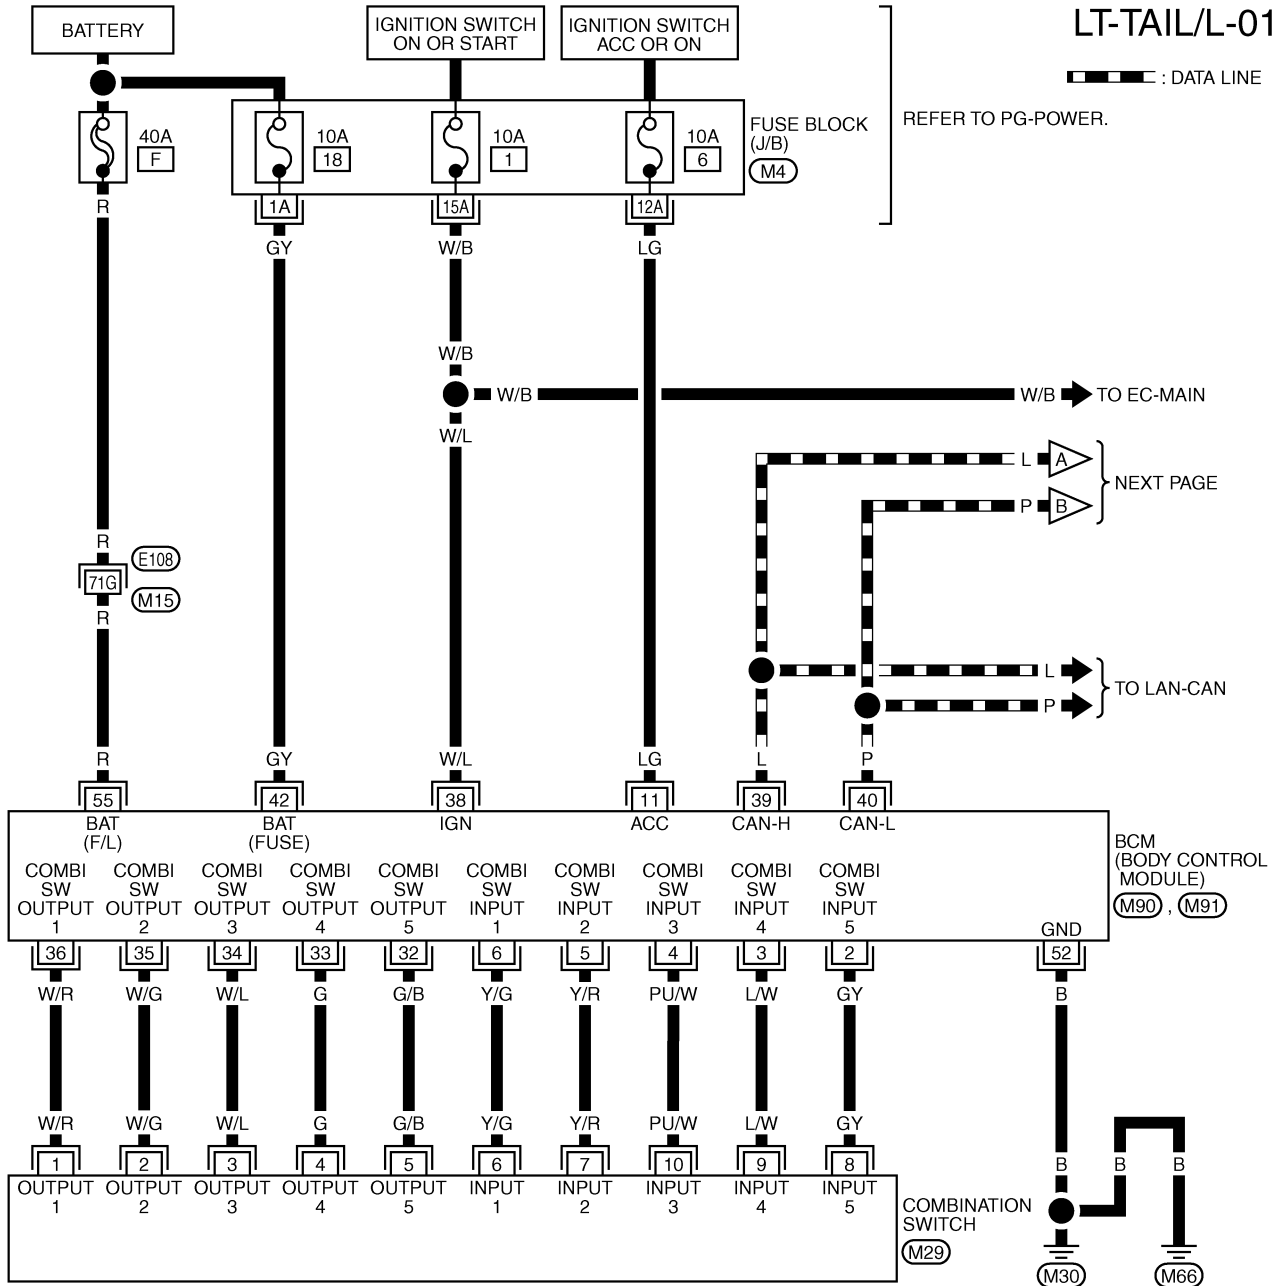 LT-TAIL/L-01
BATTERY
IGNITION SWITCH
ON OR START
IGNITION SWITCH
ACC OR ON
: DATA LINE
40A
F
10A
18
10A
1
10A
6
FUSE BLOCK
(J/B)
M4
REFER TO PG-POWER.
R
1A
15A
12A
GY
W/B
LG
W/B
W/B
W/B
TO EC-MAIN
W/L
L
A
P
B
NEXT PAGE
R
E108
71G
M15
R
L
P
TO LAN-CAN
R
GY
W/L
LG
L
P
55
42
38
11
39
40
BAT
(F/L)
BAT
(FUSE)
IGN
ACC
CAN-H
CAN-L
BCM
(BODY CONTROL
MODULE)
M90 , M91
COMBI
SW
OUTPUT
1
COMBI
SW
OUTPUT
2
COMBI
SW
OUTPUT
3
COMBI
SW
OUTPUT
4
COMBI
SW
OUTPUT
5
COMBI
SW
INPUT
1
COMBI
SW
INPUT
2
COMBI
SW
INPUT
3
COMBI
SW
INPUT
4
COMBI
SW
INPUT
5
GND
36
35
34
33
32
6
5
4
3
2
52
W/R
W/G
W/L
G
G/B
Y/G
Y/R
PU/W
L/W
GY
B
W/R
W/G
W/L
G
G/B
Y/G
Y/R
PU/W
L/W
GY
1
2
3
4
5
6
7
10
9
8
B
B
B
OUTPUT
1
OUTPUT
2
OUTPUT
3
OUTPUT
4
OUTPUT
5
INPUT
1
INPUT
2
INPUT
3
INPUT
4
INPUT
5
COMBINATION
SWITCH
M29
M30
M66